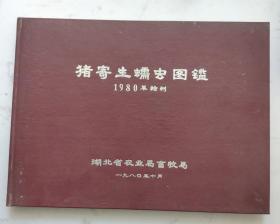 猪寄生蠕虫图鑑
1980年绘制
湖北省农业局畜牧局
一九八〇年十月